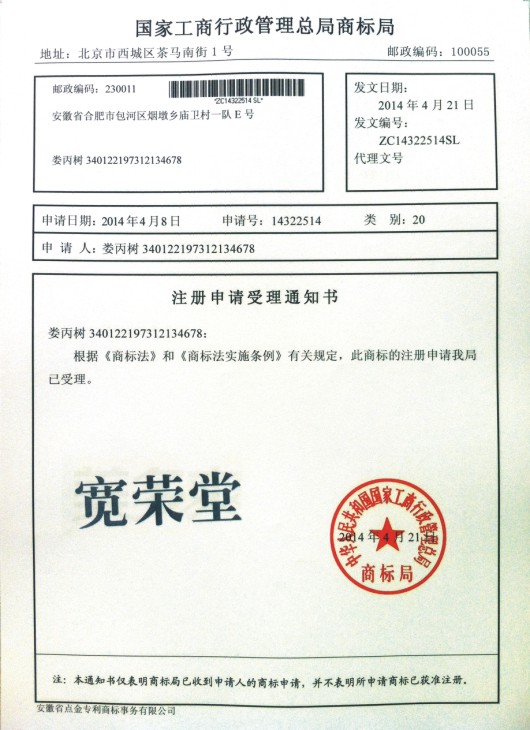 国家工商行政管理总局商标局
地址：北京市西城区茶马南街1号 邮政编码：100055
邮政编码：230011
*ZC14322514 SL*
安徽省合肥市包河区烟墩乡庙卫村一队E号
娄丙树 340122197312134678
发文日期：
2014年4月21日
发文编号：
ZC14322514SL
代理文号
申请日期：2014年4月8日 申请号：14322514 类 别：20
申 请 人：娄丙树 340122197312134678
注册申请受理通知书
娄丙树 340122197312134678：
根据《商标法》和《商标法实施条例》有关规定，此商标的注册申请我局
已受理。
宽荣堂
中华人民共和国国家工商行政管理总局
2014年4月21日
商标局
注：本通知书仅表明商标局已收到申请人的商标申请，并不表明所申请商标已获准注册。
安徽省点金专利商标事务有限公司